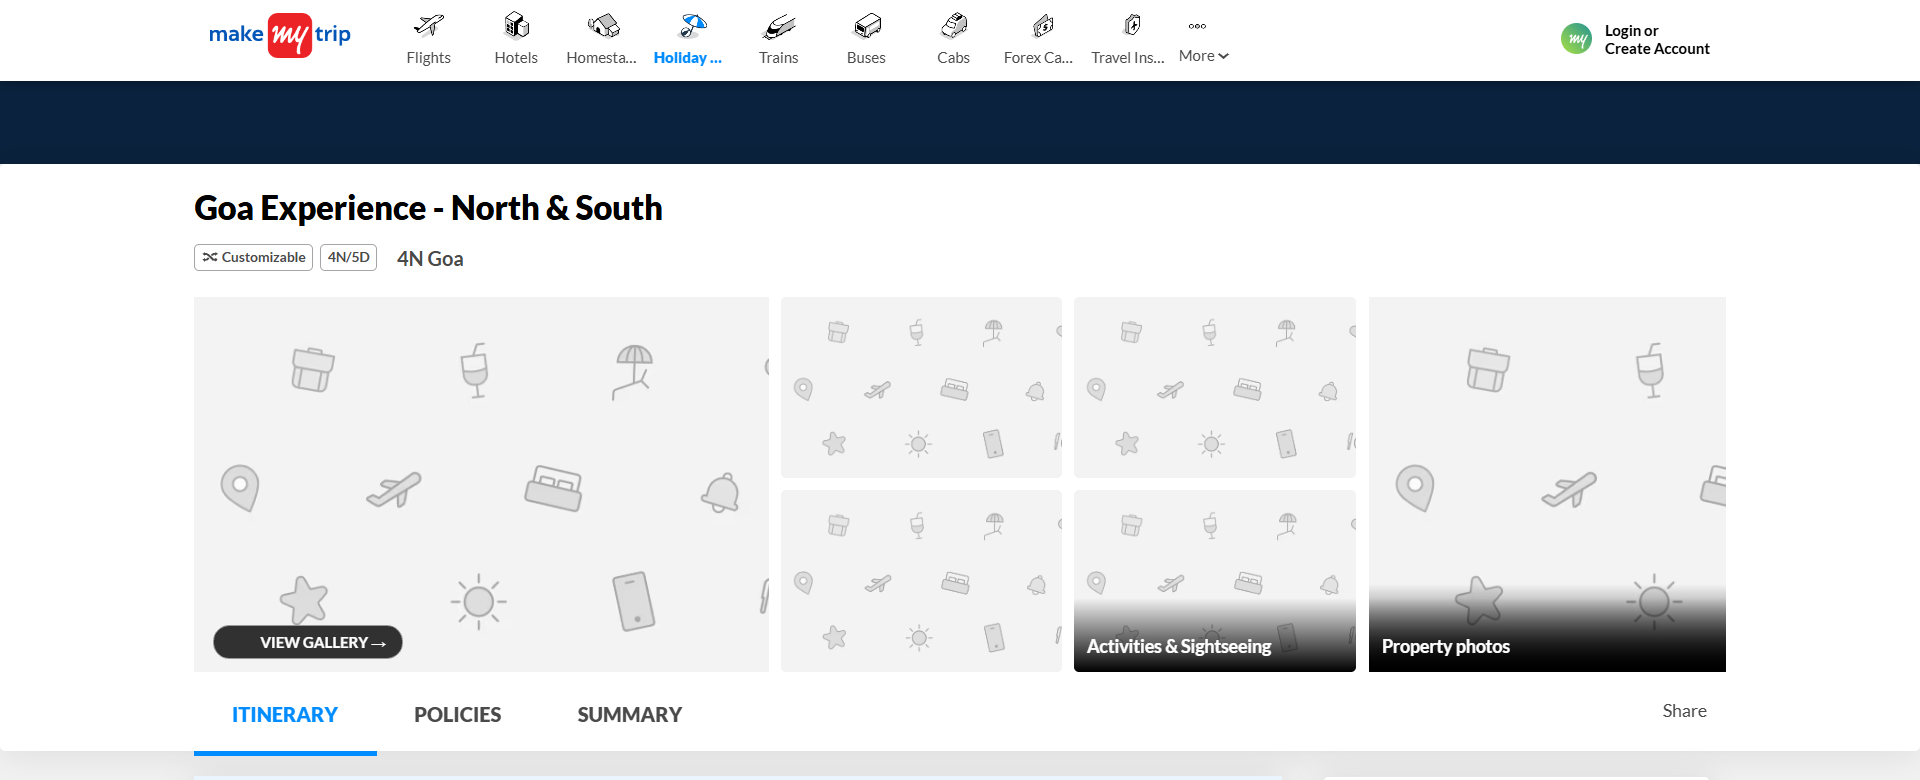 make my trip
Flights
Hotels
Homesta...
Holiday ...
Trains
Buses
Cabs
Forex Ca...
Travel Ins...
More
my
Login or
Create Account
Goa Experience - North & South
Customizable
4N/5D
4N Goa
VIEW GALLERY→
Activities & Sightseeing
Property photos
ITINERARY
POLICIES
SUMMARY
Share